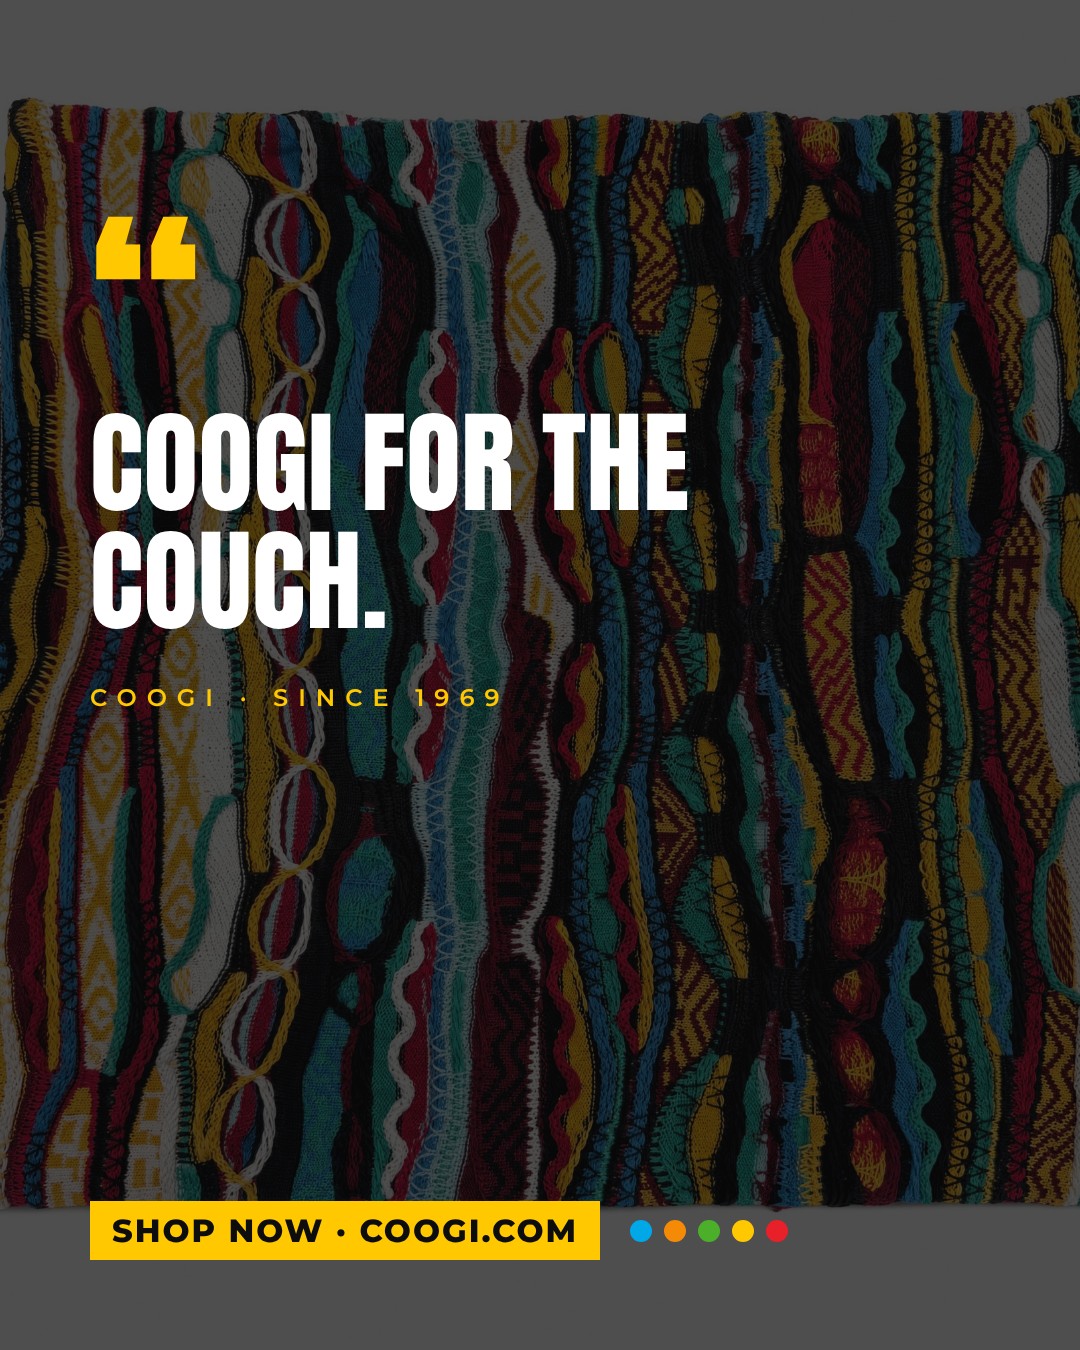 “
COOGI FOR THE
COUCH.
COOGI · SINCE 1969
SHOP NOW · COOGI.COM